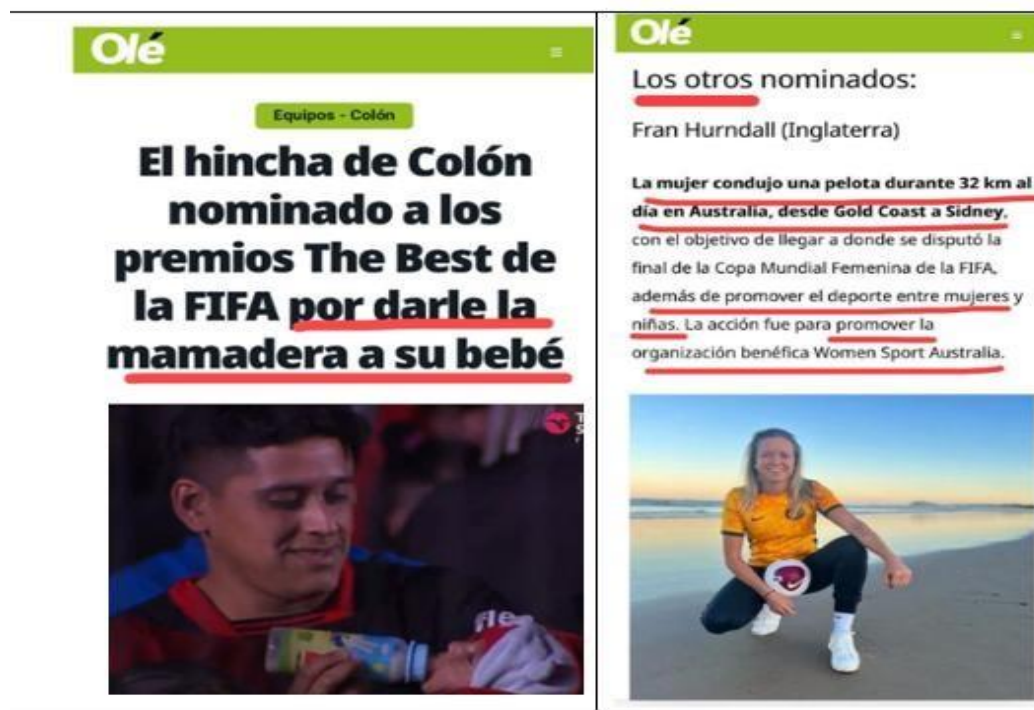 Olé
Equipos - Colón
El hincha de Colón
nominado a los
premios The Best de
la FIFA por darle la
mamadera a su bebé
Olé
Los otros nominados:
Fran Hurndall (Inglaterra)
La mujer condujo una pelota durante 32 km al
día en Australia, desde Gold Coast a Sidney,
con el objetivo de llegar a donde se disputó la
final de la Copa Mundial Femenina de la FIFA,
además de promover el deporte entre mujeres y
niñas. La acción fue para promover la
organización benéfica Women Sport Australia.